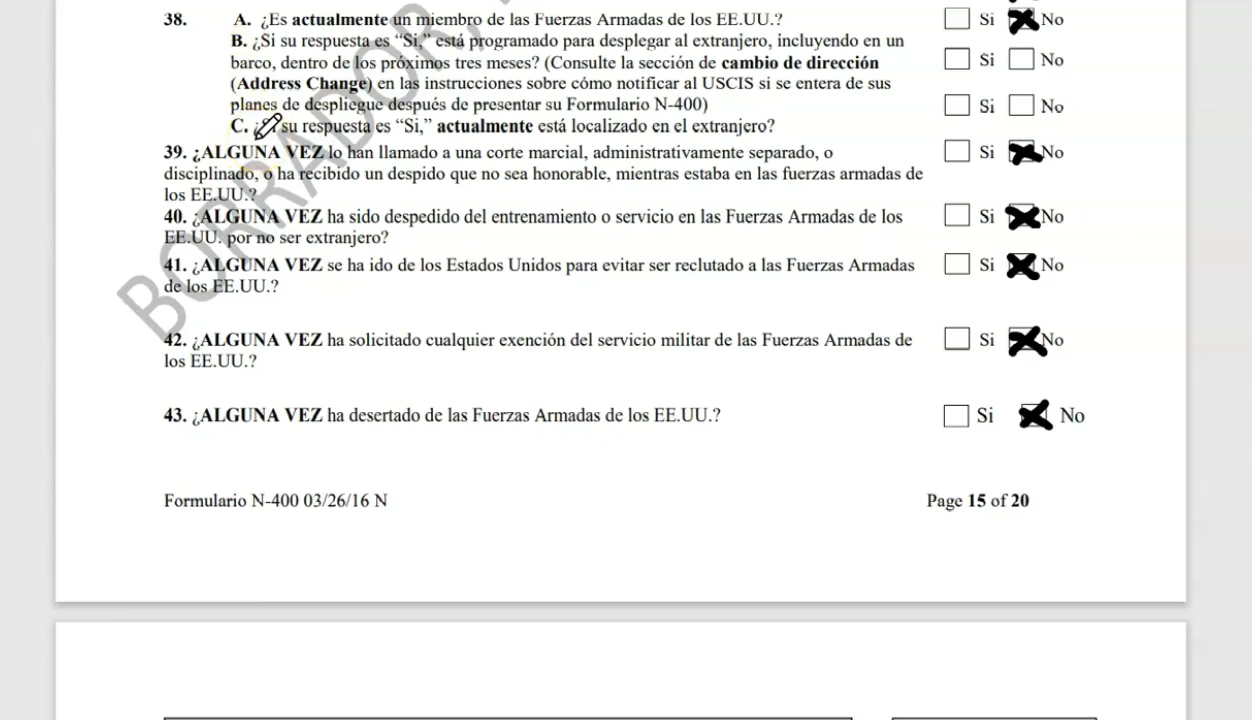 38. A. ¿Es actualmente un miembro de las Fuerzas Armadas de los EE.UU.? Si No
B. ¿Si su respuesta es “Si,” está programado para desplegar al extranjero, incluyendo en un
barco, dentro de los próximos tres meses? (Consulte la sección de cambio de dirección Si No
(Address Change) en las instrucciones sobre cómo notificar al USCIS si se entera de sus
planes de despliegue después de presentar su Formulario N-400) Si No
C. su respuesta es “Si,” actualmente está localizado en el extranjero?
39. ¿ALGUNA VEZ lo han llamado a una corte marcial, administrativamente separado, o Si No
disciplinado, o ha recibido un despido que no sea honorable, mientras estaba en las fuerzas armadas de
los EE.UU.?
40. ¿ALGUNA VEZ ha sido despedido del entrenamiento o servicio en las Fuerzas Armadas de los Si No
EE.UU. por no ser extranjero?
41. ¿ALGUNA VEZ se ha ido de los Estados Unidos para evitar ser reclutado a las Fuerzas Armadas Si No
de los EE.UU.?
42. ¿ALGUNA VEZ ha solicitado cualquier exención del servicio militar de las Fuerzas Armadas de Si No
los EE.UU.?
43. ¿ALGUNA VEZ ha desertado de las Fuerzas Armadas de los EE.UU.? Si No
Formulario N-400 03/26/16 N Page 15 of 20
BORRADOR,